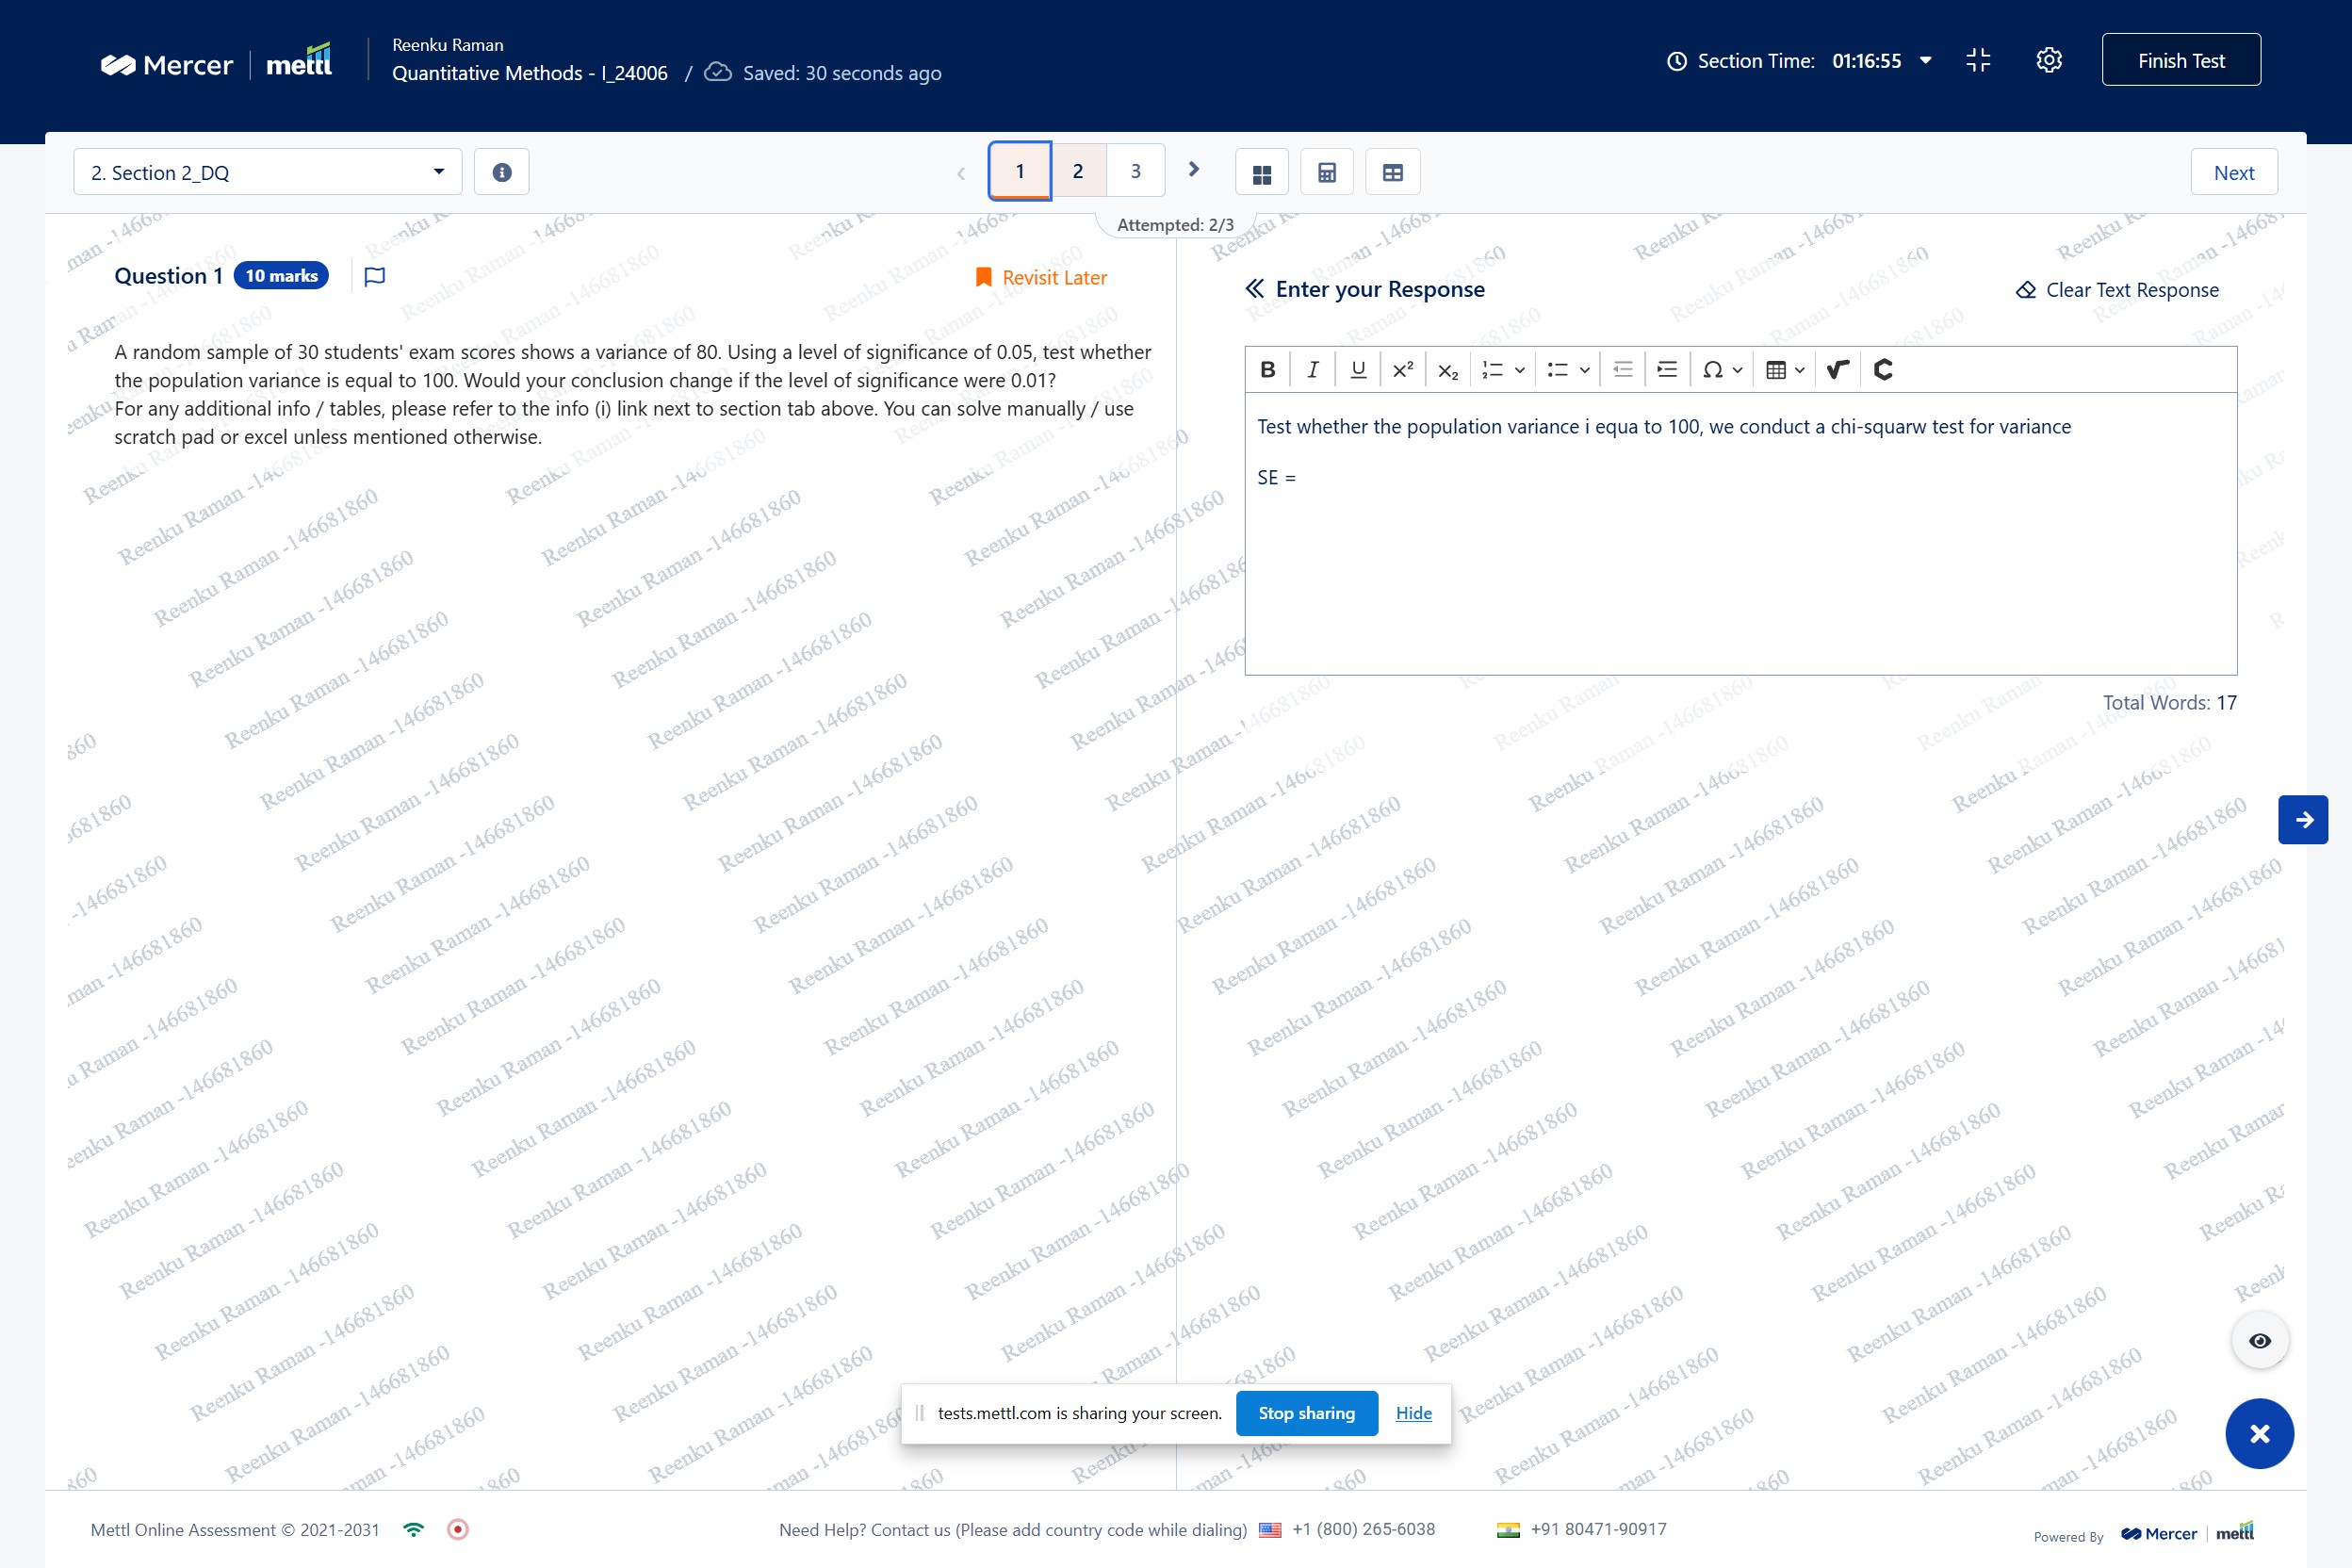 Mercer | mettl
Reenku Raman
Quantitative Methods - I_24006 / Saved: 30 seconds ago
Section Time: 01:16:55
Finish Test
2. Section 2_DQ
1 2 3
Next
Attempted: 2/3
Question 1 10 marks
Revisit Later
A random sample of 30 students' exam scores shows a variance of 80. Using a level of significance of 0.05, test whether
the population variance is equal to 100. Would your conclusion change if the level of significance were 0.01?
For any additional info / tables, please refer to the info (i) link next to section tab above. You can solve manually / use
scratch pad or excel unless mentioned otherwise.
Enter your Response
Clear Text Response
Test whether the population variance i equa to 100, we conduct a chi-squarw test for variance
SE =
Total Words: 17
Reenku Raman -146681860
tests.mettl.com is sharing your screen. Stop sharing Hide
Mettl Online Assessment © 2021-2031
Need Help? Contact us (Please add country code while dialing) +1 (800) 265-6038 +91 80471-90917
Powered By Mercer | mettl